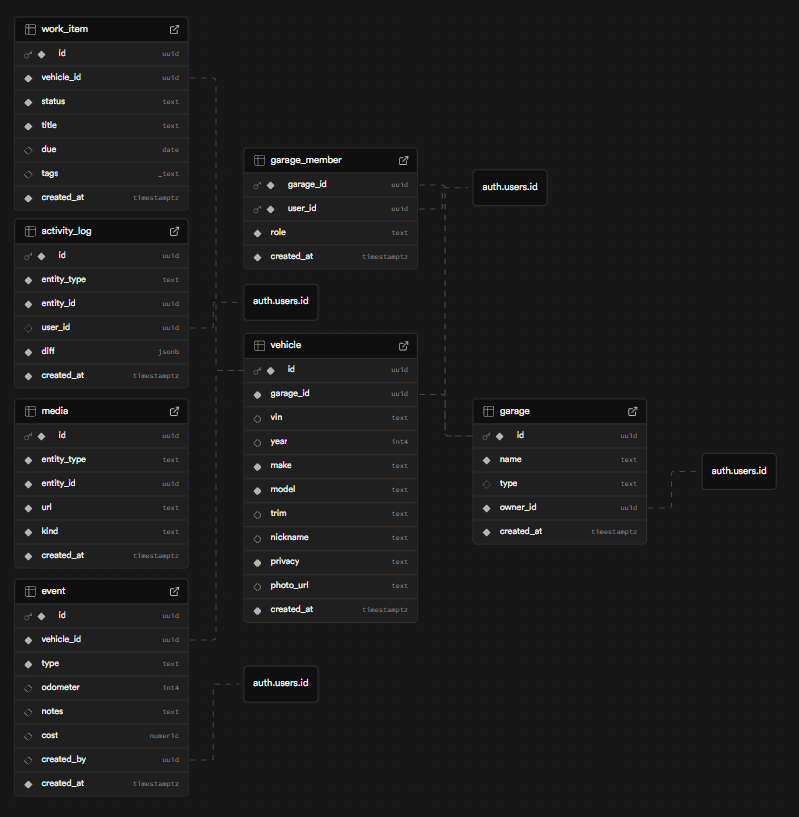 work_item
id uuid
vehicle_id uuid
status text
title text
due date
tags _text
created_at timestamptz
activity_log
id uuid
entity_type text
entity_id uuid
user_id uuid
diff jsonb
created_at timestamptz
media
id uuid
entity_type text
entity_id uuid
url text
kind text
created_at timestamptz
event
id uuid
vehicle_id uuid
type text
odometer int4
notes text
cost numeric
created_by uuid
created_at timestamptz
garage_member
garage_id uuid
user_id uuid
role text
created_at timestamptz
auth.users.id
vehicle
id uuid
garage_id uuid
vin text
year int4
make text
model text
trim text
nickname text
privacy text
photo_url text
created_at timestamptz
auth.users.id
auth.users.id
garage
id uuid
name text
type text
owner_id uuid
created_at timestamptz
auth.users.id